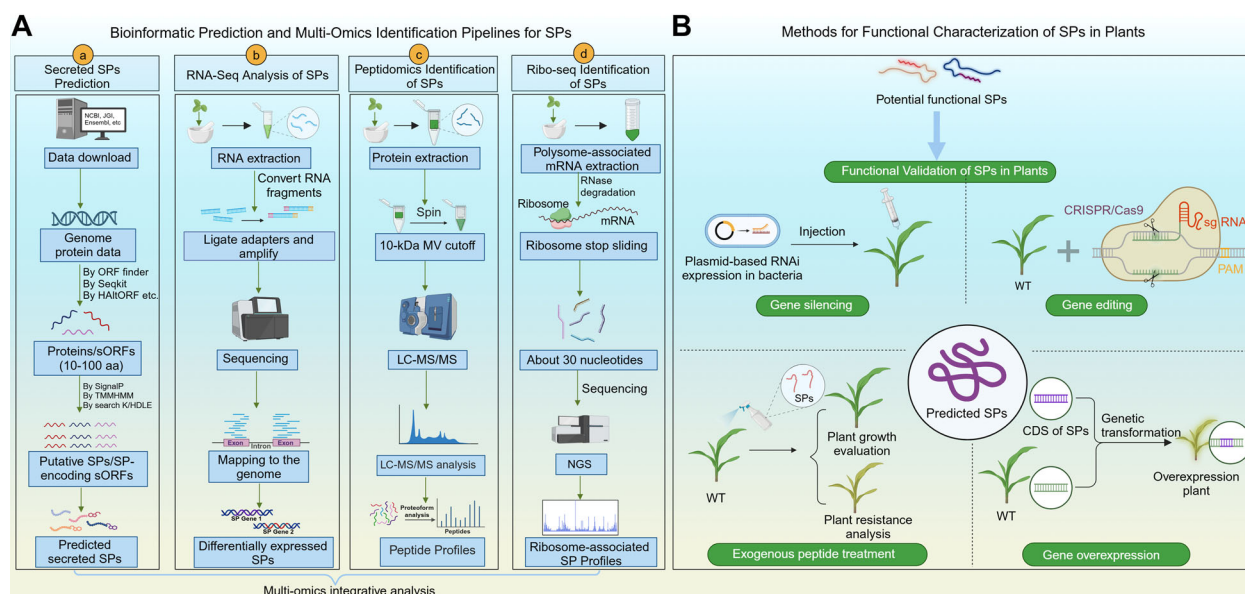 A
Bioinformatic Prediction and Multi-Omics Identification Pipelines for SPs
a
Secreted SPs
Prediction
NCBI, JGI,
Ensembl, etc
Data download
Genome
protein data
By ORF finder
By Seqkit
By HAltORF etc.
Proteins/sORFs
(10-100 aa)
By SignalP
By TMMHMM
By search K/HDLE
Putative SPs/SP-
encoding sORFs
Predicted
secreted SPs
b
RNA-Seq Analysis of SPs
RNA extraction
Convert RNA
fragments
Ligate adapters and
amplify
Sequencing
Exon
Intron
Exon
Mapping to the
genome
SP Gene 1
SP Gene 2
Differentially expressed
SPs
c
Peptidomics Identification
of SPs
Protein extraction
Spin
10-kDa MV cutoff
LC-MS/MS
LC-MS/MS analysis
Proteoform
analysis
Peptides
Peptide Profiles
d
Ribo-seq Identification
of SPs
Polysome-associated
mRNA extraction
RNase
degradation
Ribosome
mRNA
Ribosome stop sliding
About 30 nucleotides
Sequencing
NGS
Ribosome-associated
SP Profiles
Multi-omics integrative analysis
B
Methods for Functional Characterization of SPs in Plants
Potential functional SPs
Functional Validation of SPs in Plants
Injection
Plasmid-based RNAi
expression in bacteria
Gene silencing
CRISPR/Cas9
sg RNA
PAM
WT
Gene editing
Predicted SPs
SPs
WT
Plant growth
evaluation
Plant resistance
analysis
Exogenous peptide treatment
CDS of SPs
Genetic
transformation
WT
Overexpression
plant
Gene overexpression